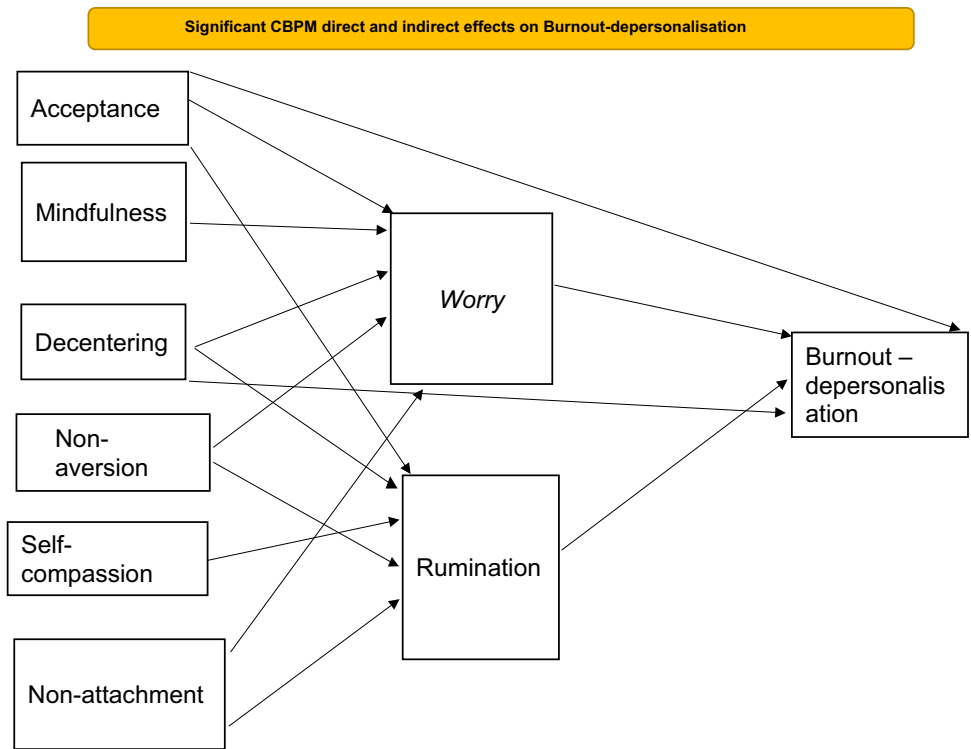 Significant CBPM direct and indirect effects on Burnout-depersonalisation
Acceptance
Mindfulness
Decentering
Non-
aversion
Self-
compassion
Non-attachment
Worry
Rumination
Burnout –
depersonalis
ation